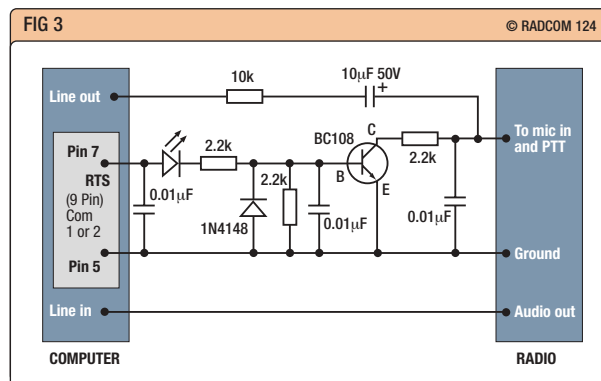 FIG 3
© RADCOM 124
10k
10µF 50V
+
Line out
To mic in
and PTT
Pin 7
RTS
(9 Pin)
Com
1 or 2
Pin 5
2.2k
BC108
C
B
E
2.2k
2.2k
0.01µF
1N4148
0.01µF
0.01µF
Ground
Line in
Audio out
COMPUTER
RADIO